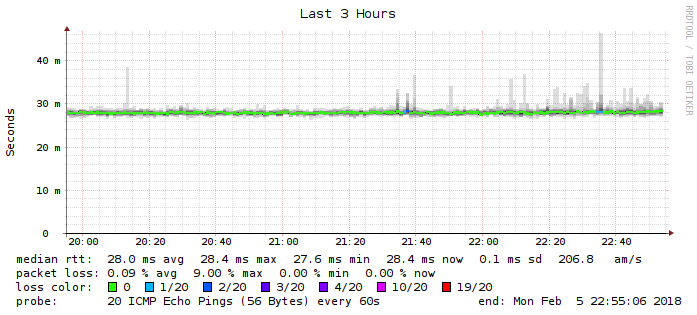 Last 3 Hours
RRDTOOL / TOBI OETIKER
Seconds
40 m
30 m
20 m
10 m
0
20:00 20:20 20:40 21:00 21:20 21:40 22:00 22:20 22:40
median rtt: 28.0 ms avg 28.4 ms max 27.6 ms min 28.4 ms now 0.1 ms sd 206.8 am/s
packet loss: 0.09 % avg 9.00 % max 0.00 % min 0.00 % now
loss color: 0 1/20 2/20 3/20 4/20 10/20 19/20
probe: 20 ICMP Echo Pings (56 Bytes) every 60s end: Mon Feb 5 22:55:06 2018